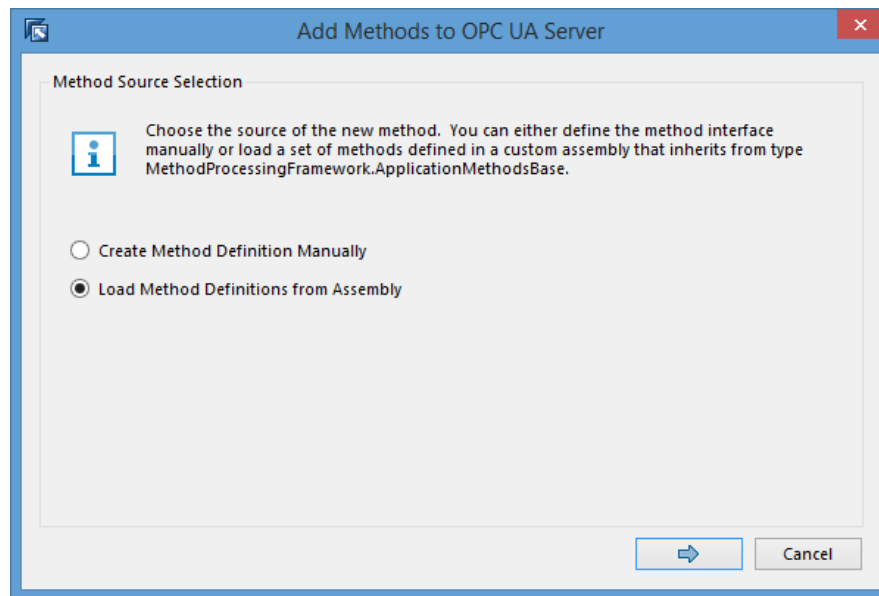 Add Methods to OPC UA Server
Method Source Selection
Choose the source of the new method.  You can either define the method interface
manually or load a set of methods defined in a custom assembly that inherits from type
MethodProcessingFramework.ApplicationMethodsBase.
Create Method Definition Manually
Load Method Definitions from Assembly
Cancel